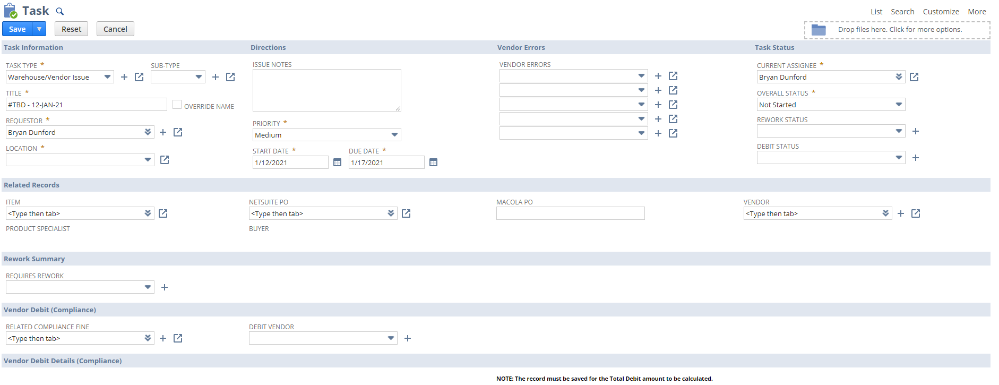 Task
List Search Customize More
Save Reset Cancel
Drop files here. Click for more options.
Task Information
TASK TYPE *
Warehouse/Vendor Issue
SUB-TYPE
TITLE *
#TBD - 12-JAN-21
OVERRIDE NAME
REQUESTOR *
Bryan Dunford
LOCATION *
Directions
ISSUE NOTES
PRIORITY *
Medium
START DATE *
1/12/2021
DUE DATE *
1/17/2021
Vendor Errors
VENDOR ERRORS
Task Status
CURRENT ASSIGNEE *
Bryan Dunford
OVERALL STATUS *
Not Started
REWORK STATUS
DEBIT STATUS
Related Records
ITEM
<Type then tab>
PRODUCT SPECIALIST
NETSUITE PO
<Type then tab>
BUYER
MACOLA PO
VENDOR
<Type then tab>
Rework Summary
REQUIRES REWORK
Vendor Debit (Compliance)
RELATED COMPLIANCE FINE
<Type then tab>
DEBIT VENDOR
Vendor Debit Details (Compliance)
NOTE: The record must be saved for the Total Debit amount to be calculated.